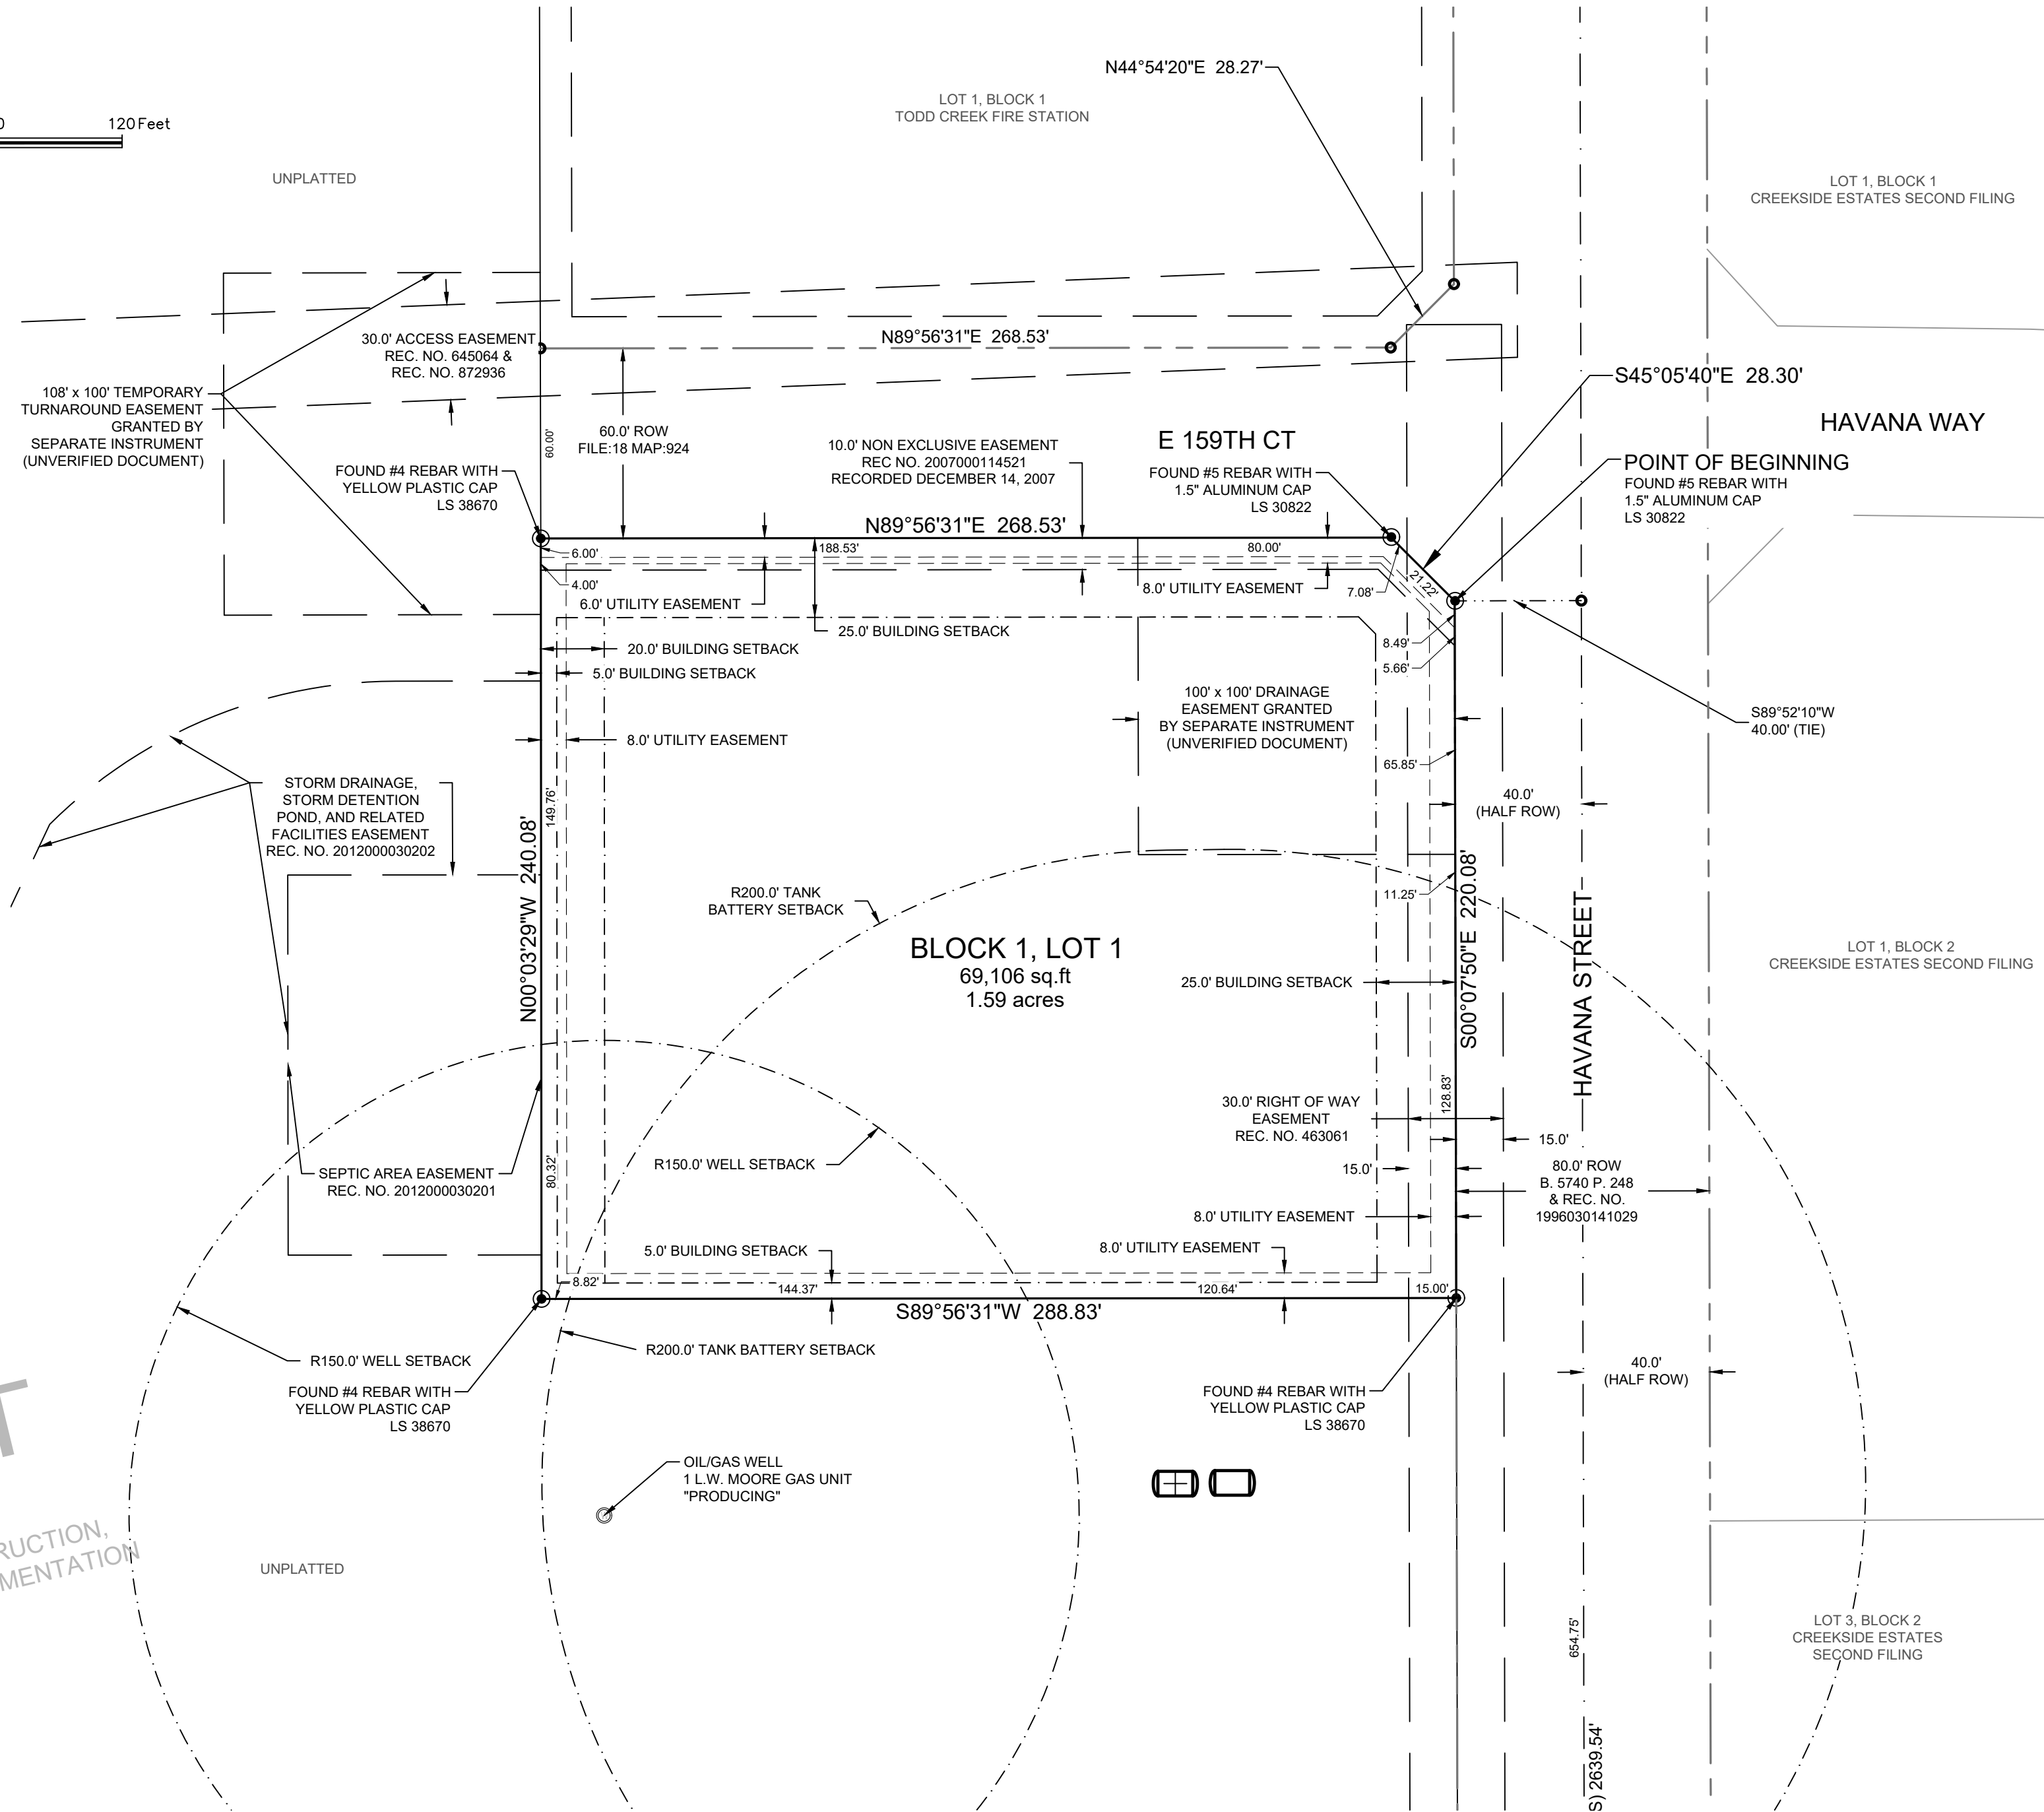 N44°54'20"E 28.27'
LOT 1, BLOCK 1
TODD CREEK FIRE STATION
120 Feet
UNPLATTED
LOT 1, BLOCK 1
CREEKSIDE ESTATES SECOND FILING
N89°56'31"E 268.53'
30.0' ACCESS EASEMENT
REC. NO. 645064 &
REC. NO. 872936
108' x 100' TEMPORARY
TURNAROUND EASEMENT
GRANTED BY
SEPARATE INSTRUMENT
(UNVERIFIED DOCUMENT)
S45°05'40"E 28.30'
HAVANA WAY
60.00'
60.0' ROW
FILE:18 MAP:924
E 159TH CT
10.0' NON EXCLUSIVE EASEMENT
REC NO. 2007000114521
RECORDED DECEMBER 14, 2007
FOUND #4 REBAR WITH
YELLOW PLASTIC CAP
LS 38670
FOUND #5 REBAR WITH
1.5" ALUMINUM CAP
LS 30822
POINT OF BEGINNING
FOUND #5 REBAR WITH
1.5" ALUMINUM CAP
LS 30822
N89°56'31"E 268.53'
6.00'
188.53'
80.00'
4.00'
6.0' UTILITY EASEMENT
8.0' UTILITY EASEMENT
7.08'
21.22'
25.0' BUILDING SETBACK
20.0' BUILDING SETBACK
5.0' BUILDING SETBACK
8.49'
5.66'
100' x 100' DRAINAGE
EASEMENT GRANTED
BY SEPARATE INSTRUMENT
(UNVERIFIED DOCUMENT)
S89°52'10"W
40.00' (TIE)
8.0' UTILITY EASEMENT
65.85'
STORM DRAINAGE,
STORM DETENTION
POND, AND RELATED
FACILITIES EASEMENT
REC. NO. 2012000030202
149.76'
40.0'
(HALF ROW)
N00°03'29"W 240.08'
R200.0' TANK
BATTERY SETBACK
11.25'
S00°07'50"E 220.08'
HAVANA STREET
BLOCK 1, LOT 1
69,106 sq.ft
1.59 acres
LOT 1, BLOCK 2
CREEKSIDE ESTATES SECOND FILING
25.0' BUILDING SETBACK
30.0' RIGHT OF WAY
EASEMENT
REC. NO. 463061
128.83'
15.0'
R150.0' WELL SETBACK
15.0'
80.32'
SEPTIC AREA EASEMENT
REC. NO. 2012000030201
80.0' ROW
B. 5740 P. 248
& REC. NO.
1996030141029
8.0' UTILITY EASEMENT
5.0' BUILDING SETBACK
8.0' UTILITY EASEMENT
8.82'
144.37'
120.64'
15.00'
S89°56'31"W 288.83'
R200.0' TANK BATTERY SETBACK
R150.0' WELL SETBACK
FOUND #4 REBAR WITH
YELLOW PLASTIC CAP
LS 38670
FOUND #4 REBAR WITH
YELLOW PLASTIC CAP
LS 38670
40.0'
(HALF ROW)
OIL/GAS WELL
1 L.W. MOORE GAS UNIT
"PRODUCING"
UNPLATTED
654.75'
LOT 3, BLOCK 2
CREEKSIDE ESTATES
SECOND FILING
S) 2639.54'